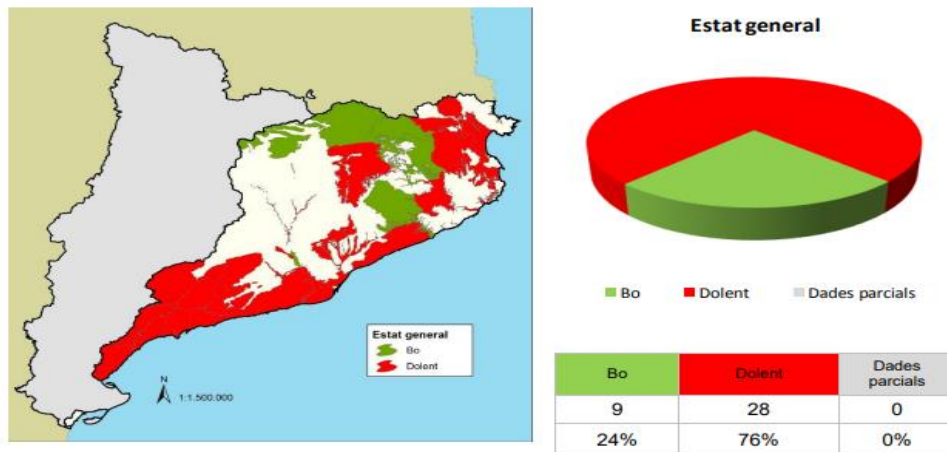 Estat general
Bo
Dolent
N
1:1.500.000
Estat general
Bo Dolent Dades parcials
Bo Dolent Dades
parcials
9 28 0
24% 76% 0%